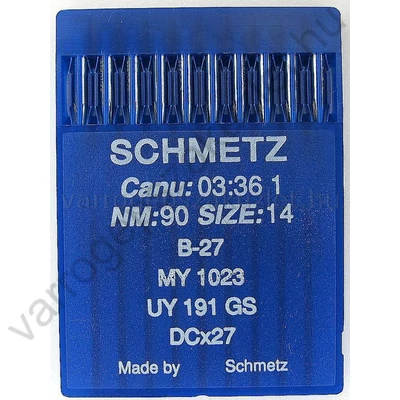 SCHMETZ
Canu: 03:36 1
NM:90 SIZE:14
B-27
MY 1023
UY 191 GS
DCx27
Made by Schmetz